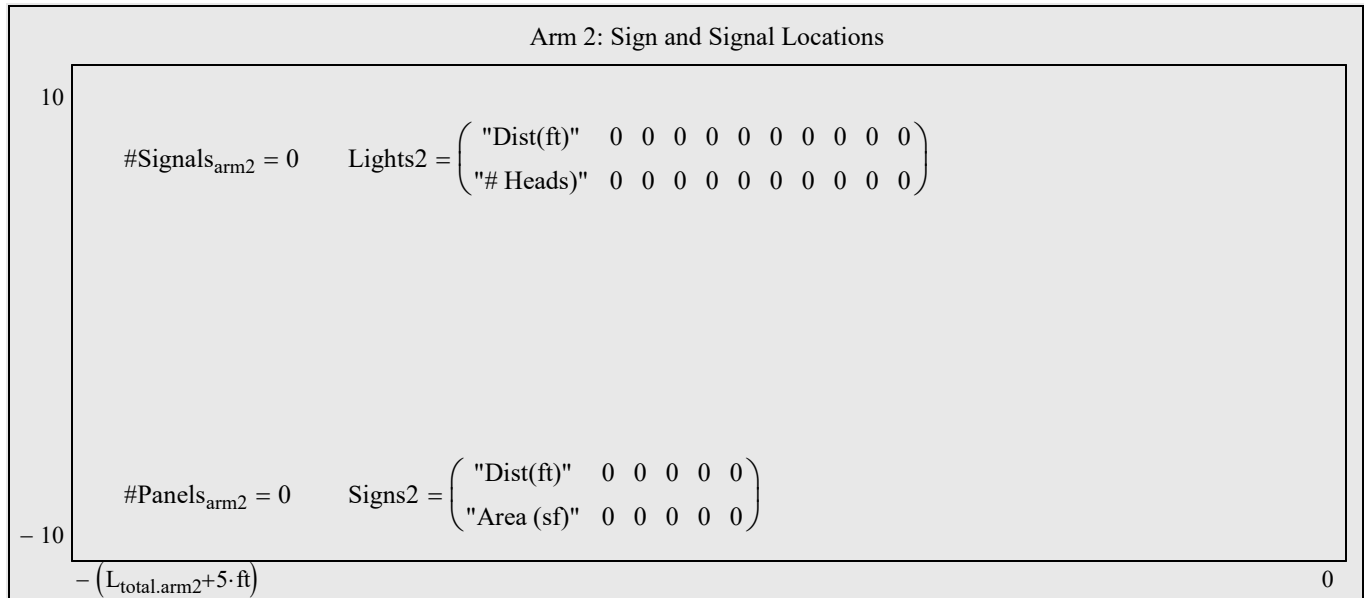 Arm 2: Sign and Signal Locations
10
#Signals_arm2 = 0 Lights2 = ( "Dist(ft)" 0 0 0 0 0 0 0 0 0 0
"# Heads)" 0 0 0 0 0 0 0 0 0 0 )
#Panels_arm2 = 0 Signs2 = ( "Dist(ft)" 0 0 0 0 0
"Area (sf)" 0 0 0 0 0 )
− 10
− (L_total.arm2+5·ft) 0